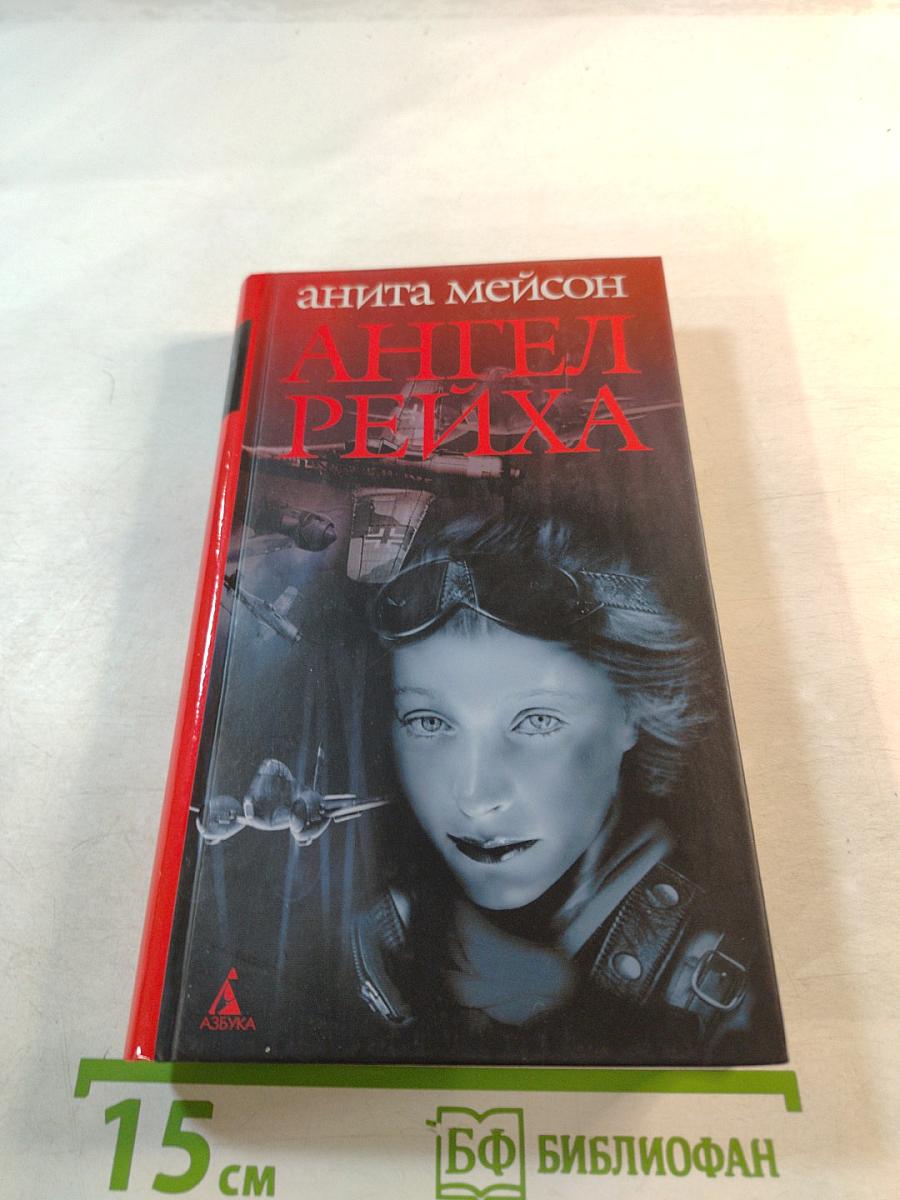 анита мейсон
АНГЕЛ
РЕЙХА
АЗБУКА
15 см
БФ БИБЛИОФАН